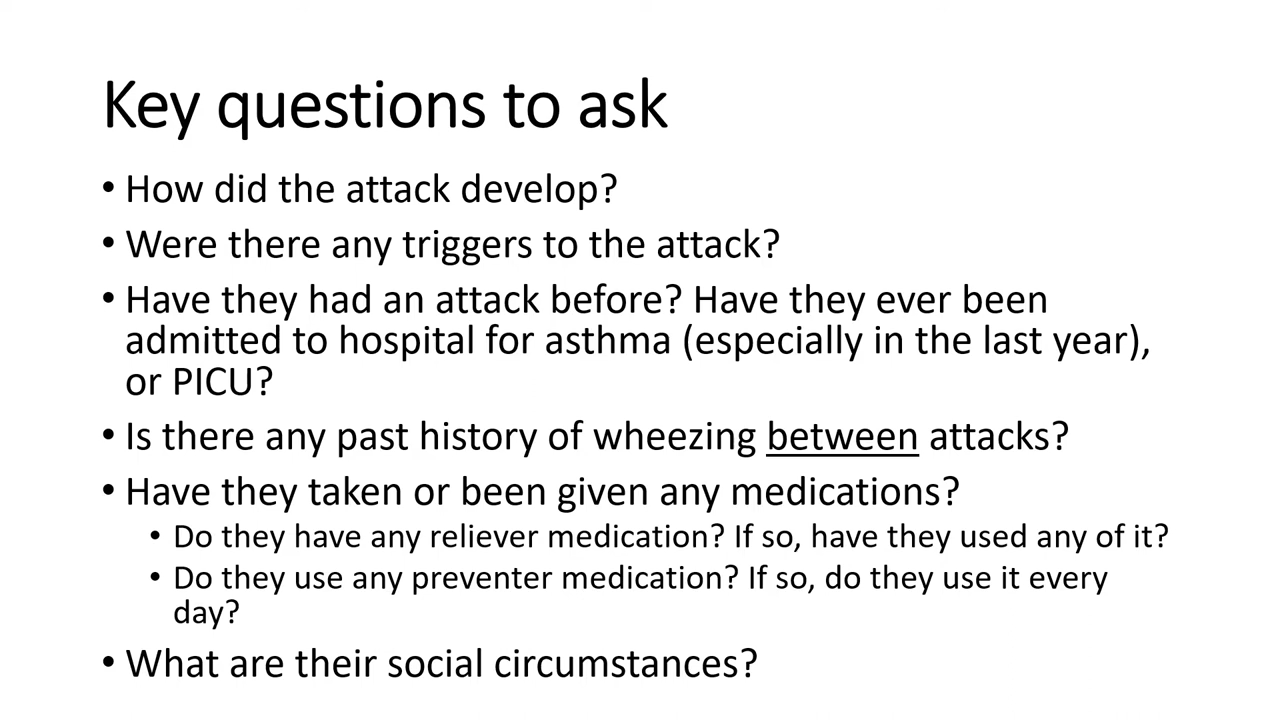 Key questions to ask
• How did the attack develop?
• Were there any triggers to the attack?
• Have they had an attack before? Have they ever been
admitted to hospital for asthma (especially in the last year),
or PICU?
• Is there any past history of wheezing between attacks?
• Have they taken or been given any medications?
• Do they have any reliever medication? If so, have they used any of it?
• Do they use any preventer medication? If so, do they use it every
day?
• What are their social circumstances?